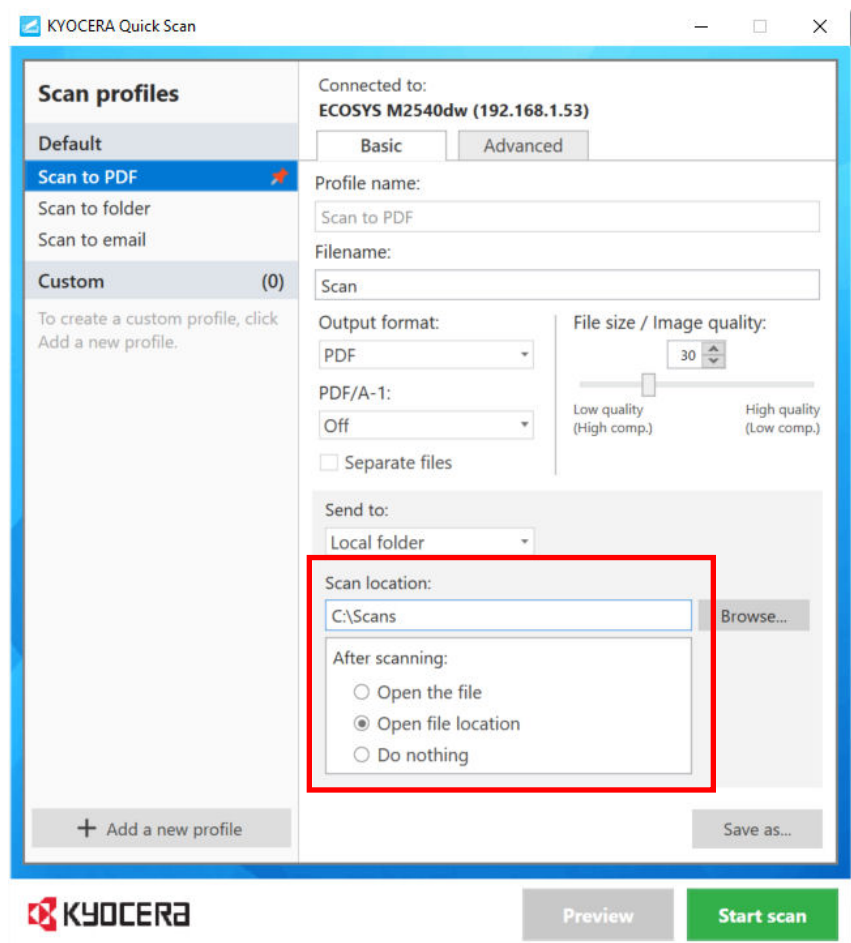 KYOCERA Quick Scan
Scan profiles
Default
Scan to PDF
Scan to folder
Scan to email
Custom (0)
To create a custom profile, click
Add a new profile.
+ Add a new profile
Connected to:
ECOSYS M2540dw (192.168.1.53)
Basic Advanced
Profile name:
Scan to PDF
Filename:
Scan
Output format:
PDF
PDF/A-1:
Off
Separate files
File size / Image quality:
30
Low quality High quality
(High comp.) (Low comp.)
Send to:
Local folder
Scan location:
C:\Scans Browse...
After scanning:
Open the file
Open file location
Do nothing
Save as...
KYOCERA Preview Start scan